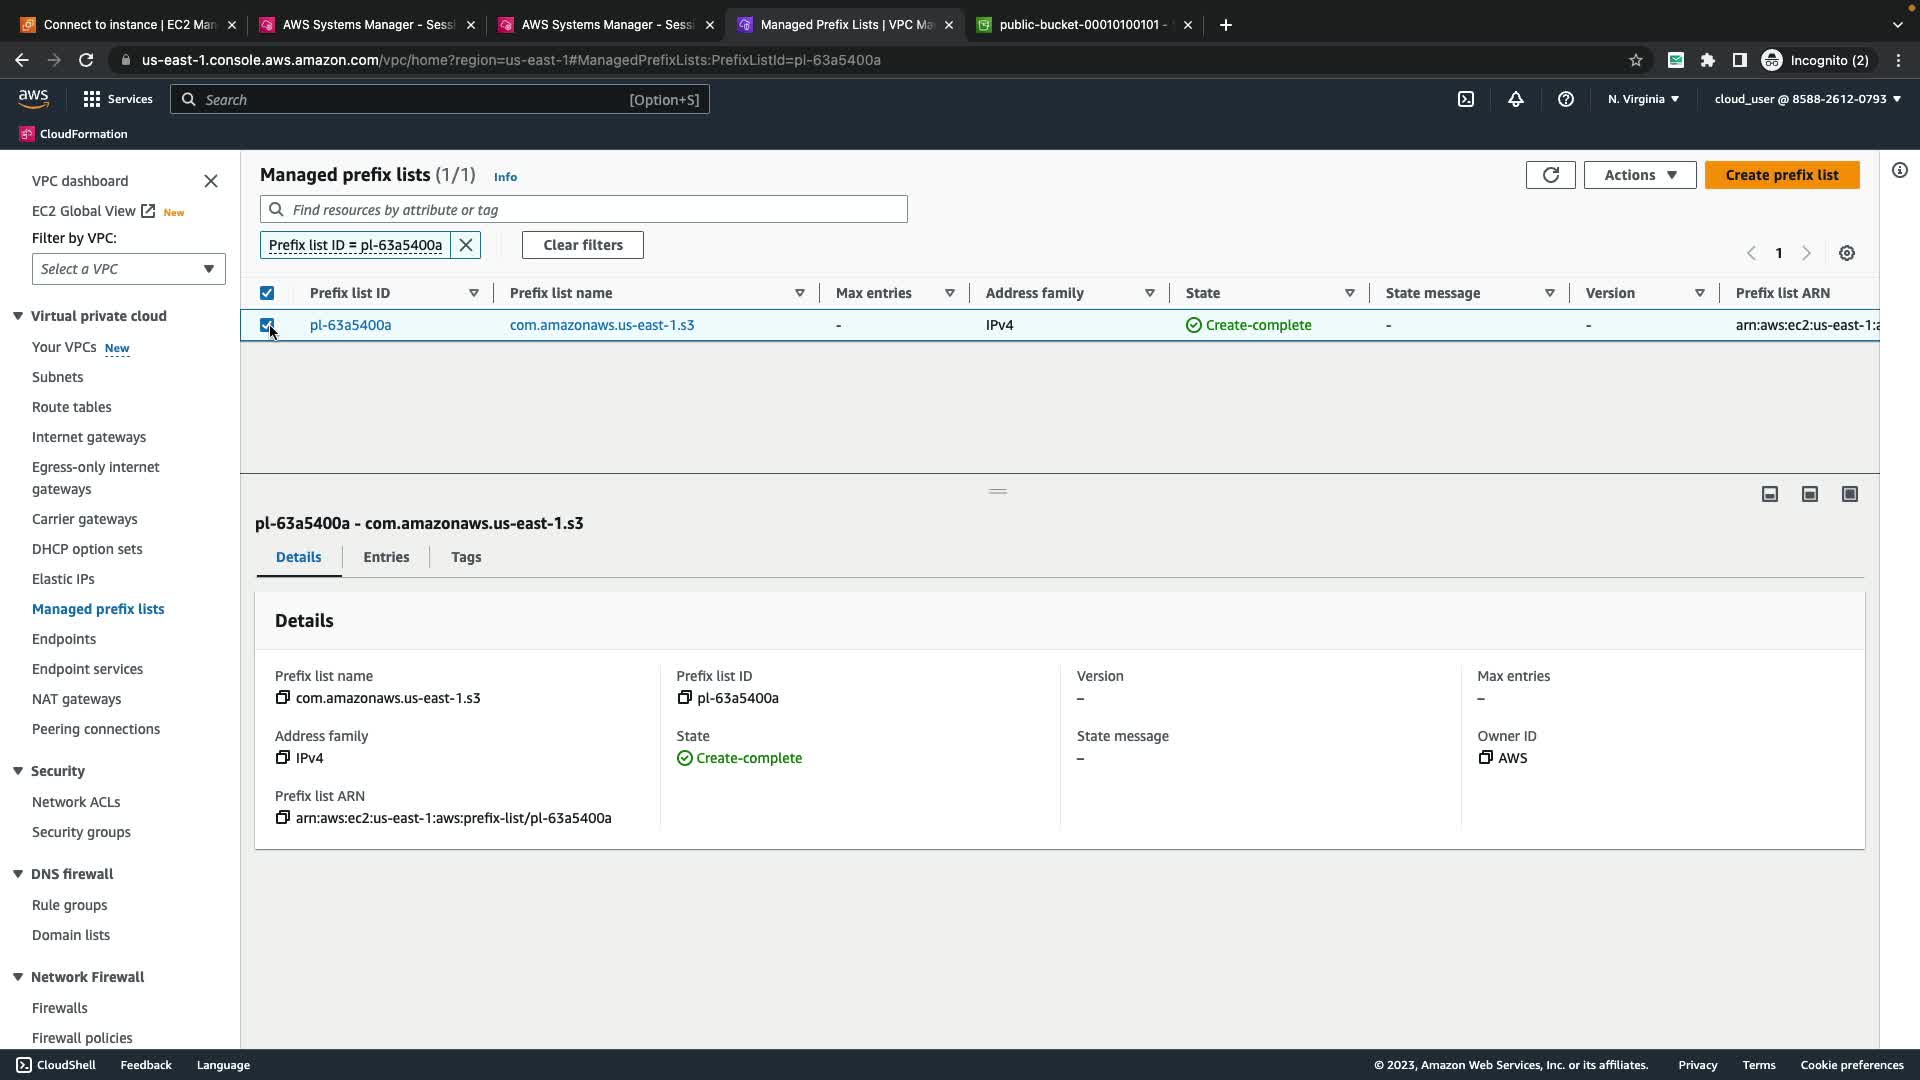 Connect to instance | EC2 Man
AWS Systems Manager - Sessi
AWS Systems Manager - Sessi
Managed Prefix Lists | VPC Ma
public-bucket-00010100101 -
us-east-1.console.aws.amazon.com/vpc/home?region=us-east-1#ManagedPrefixLists:PrefixListId=pl-63a5400a
Incognito (2)
aws
Services
Search
[Option+S]
N. Virginia
cloud_user @ 8588-2612-0793
CloudFormation
VPC dashboard
EC2 Global View New
Filter by VPC:
Select a VPC
Virtual private cloud
Your VPCs New
Subnets
Route tables
Internet gateways
Egress-only internet
gateways
Carrier gateways
DHCP option sets
Elastic IPs
Managed prefix lists
Endpoints
Endpoint services
NAT gateways
Peering connections
Security
Network ACLs
Security groups
DNS firewall
Rule groups
Domain lists
Network Firewall
Firewalls
Firewall policies
Managed prefix lists (1/1) Info
Actions
Create prefix list
Find resources by attribute or tag
Prefix list ID = pl-63a5400a
Clear filters
1
Prefix list ID Prefix list name Max entries Address family State State message Version Prefix list ARN
pl-63a5400a com.amazonaws.us-east-1.s3 - IPv4 Create-complete - - arn:aws:ec2:us-east-1:a
pl-63a5400a - com.amazonaws.us-east-1.s3
Details Entries Tags
Details
Prefix list name
com.amazonaws.us-east-1.s3
Address family
IPv4
Prefix list ARN
arn:aws:ec2:us-east-1:aws:prefix-list/pl-63a5400a
Prefix list ID
pl-63a5400a
State
Create-complete
Version
–
State message
–
Max entries
–
Owner ID
AWS
CloudShell Feedback Language
© 2023, Amazon Web Services, Inc. or its affiliates. Privacy Terms Cookie preferences